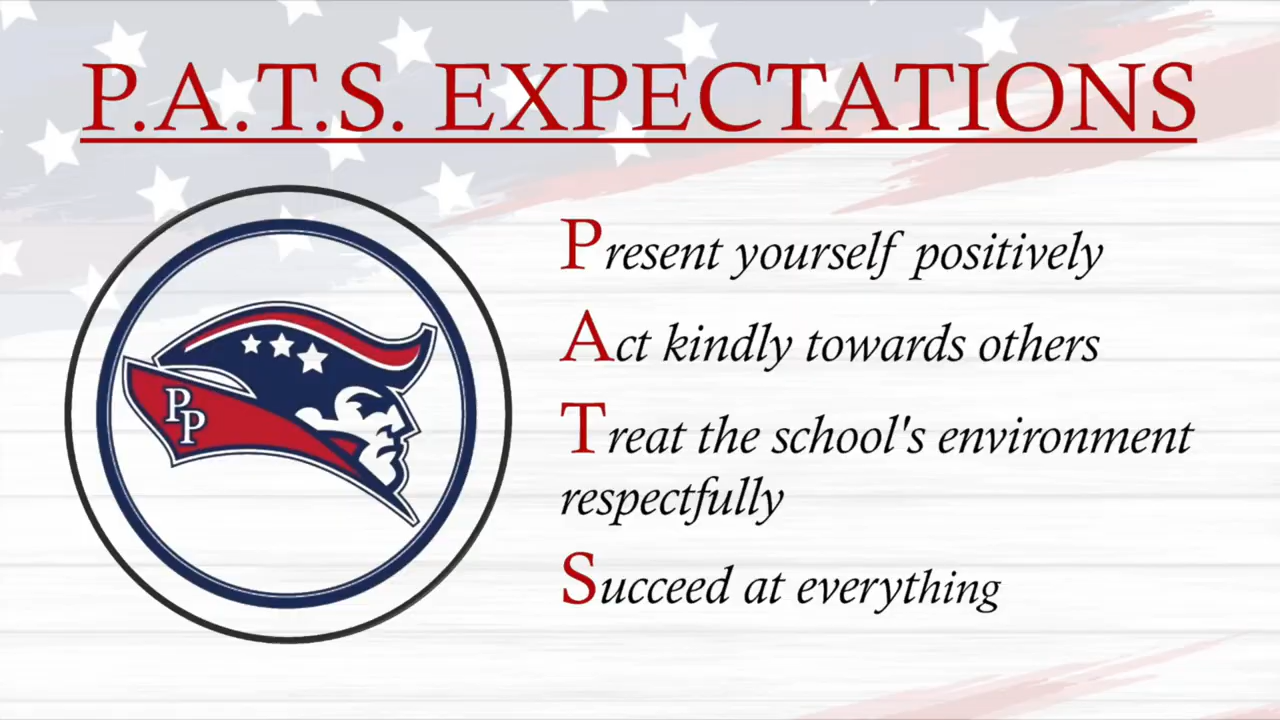 P.A.T.S. EXPECTATIONS
Present yourself positively
Act kindly towards others
Treat the school's environment
respectfully
Succeed at everything
PP